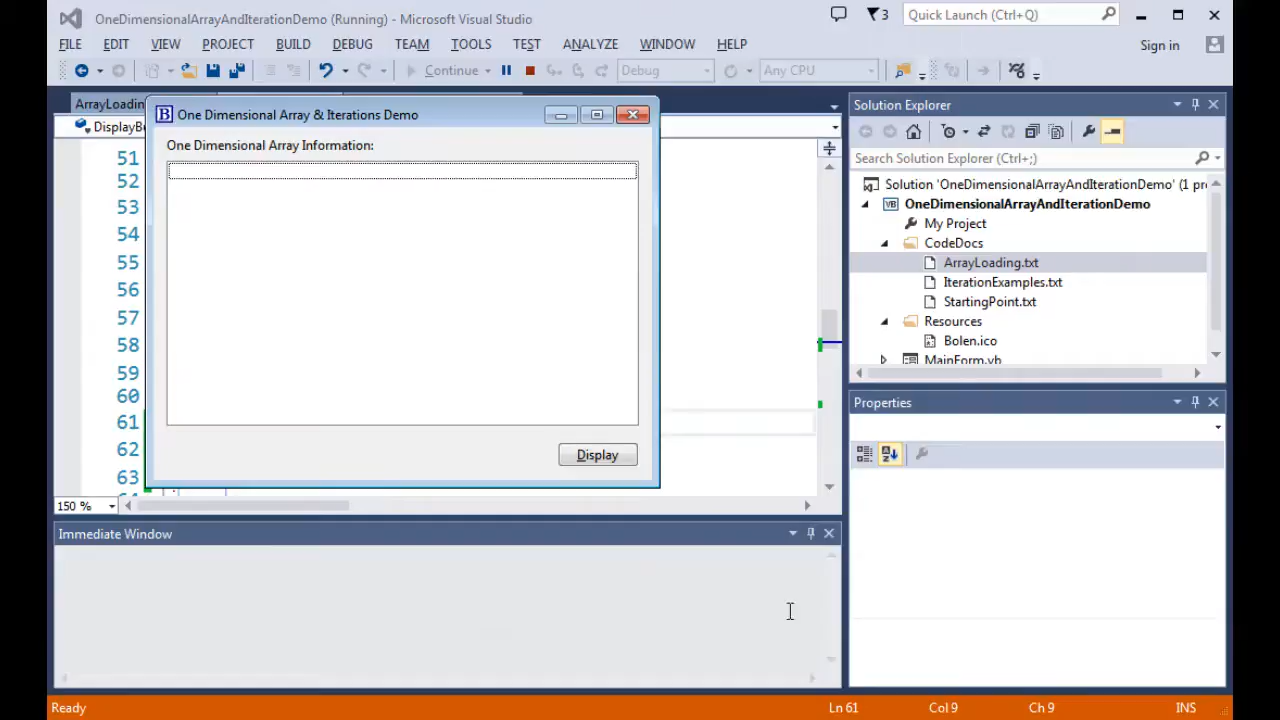 OneDimensionalArrayAndIterationDemo (Running) - Microsoft Visual Studio
3
Quick Launch (Ctrl+Q)
FILE EDIT VIEW PROJECT BUILD DEBUG TEAM TOOLS TEST ANALYZE WINDOW HELP
Sign in
Continue
Debug
Any CPU
ArrayLoadin
DisplayB
One Dimensional Array & Iterations Demo
One Dimensional Array Information:
Display
51
52
53
54
55
56
57
58
59
60
61
62
63
150 %
Solution Explorer
Search Solution Explorer (Ctrl+;)
Solution 'OneDimensionalArrayAndIterationDemo' (1 pr
VB OneDimensionalArrayAndIterationDemo
My Project
CodeDocs
ArrayLoading.txt
IterationExamples.txt
StartingPoint.txt
Resources
Bolen.ico
MainForm.vb
Properties
Immediate Window
Ready
Ln 61
Col 9
Ch 9
INS